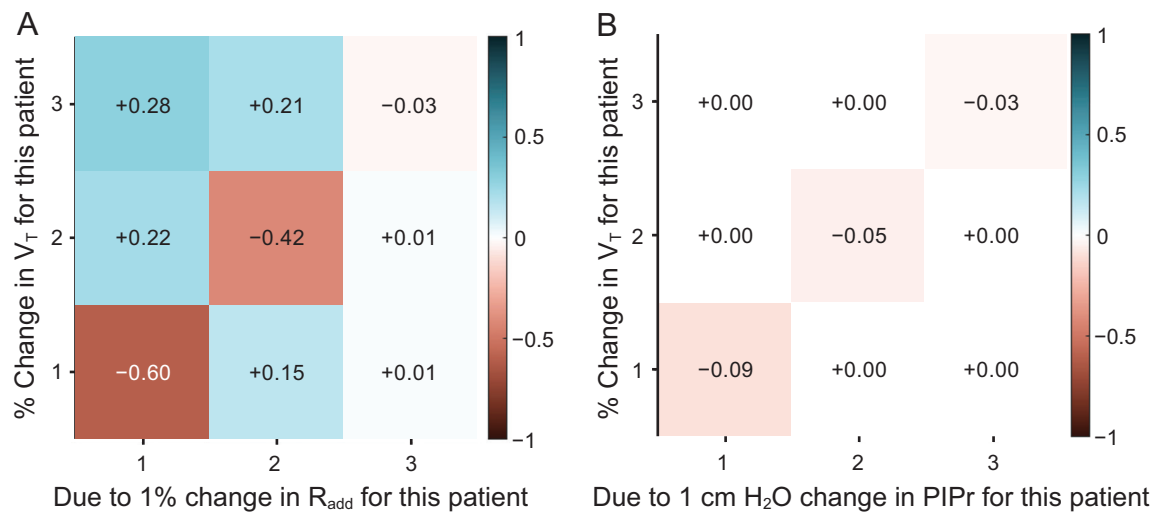 A
% Change in V_T for this patient
3
2
1
+0.28 +0.21 −0.03
+0.22 −0.42 +0.01
−0.60 +0.15 +0.01
1 2 3
Due to 1% change in R_add for this patient
1
0.5
0
−0.5
−1
B
% Change in V_T for this patient
3
2
1
+0.00 +0.00 −0.03
+0.00 −0.05 +0.00
−0.09 +0.00 +0.00
1 2 3
Due to 1 cm H₂O change in PIPr for this patient
1
0.5
0
−0.5
−1